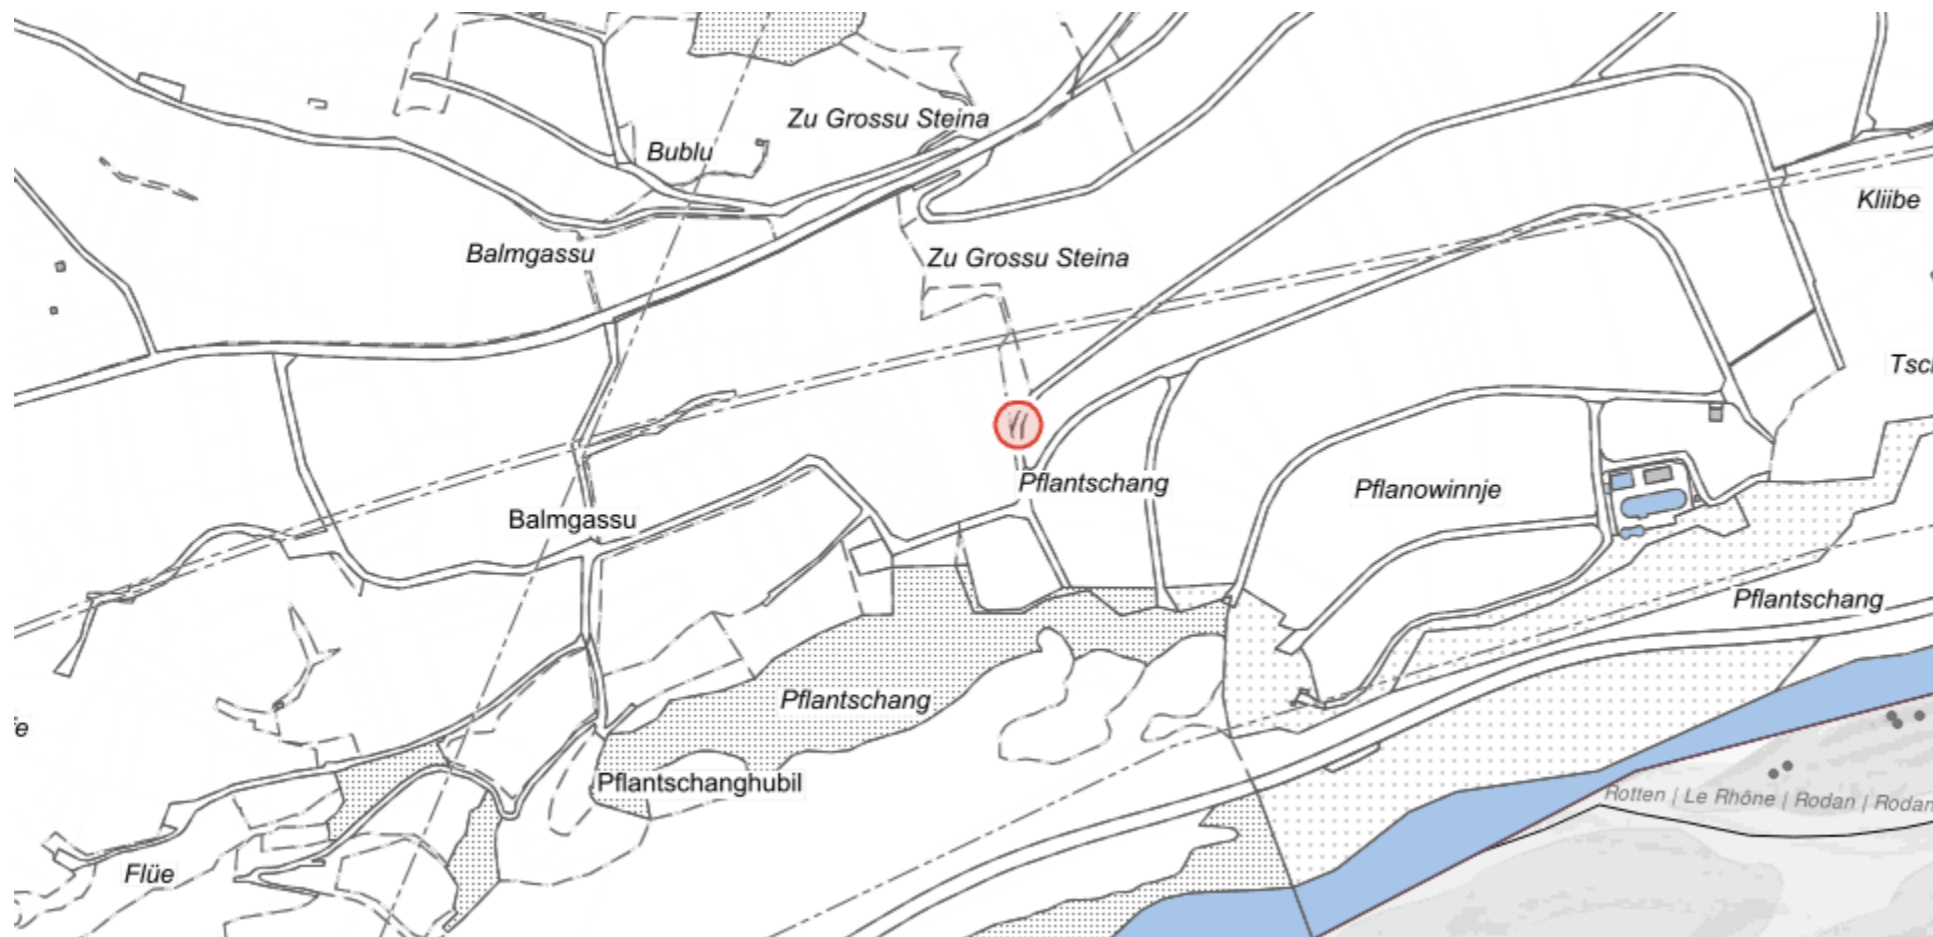 Zu Grossu Steina
Bublu
Kliibe
Balmgassu
Zu Grossu Steina
Pflantschang
Pflanowinnje
Balmgassu
Pflantschang
Pflantschang
Pflantschanghubil
Rotten | Le Rhône | Rodan | Rodan
Flüe